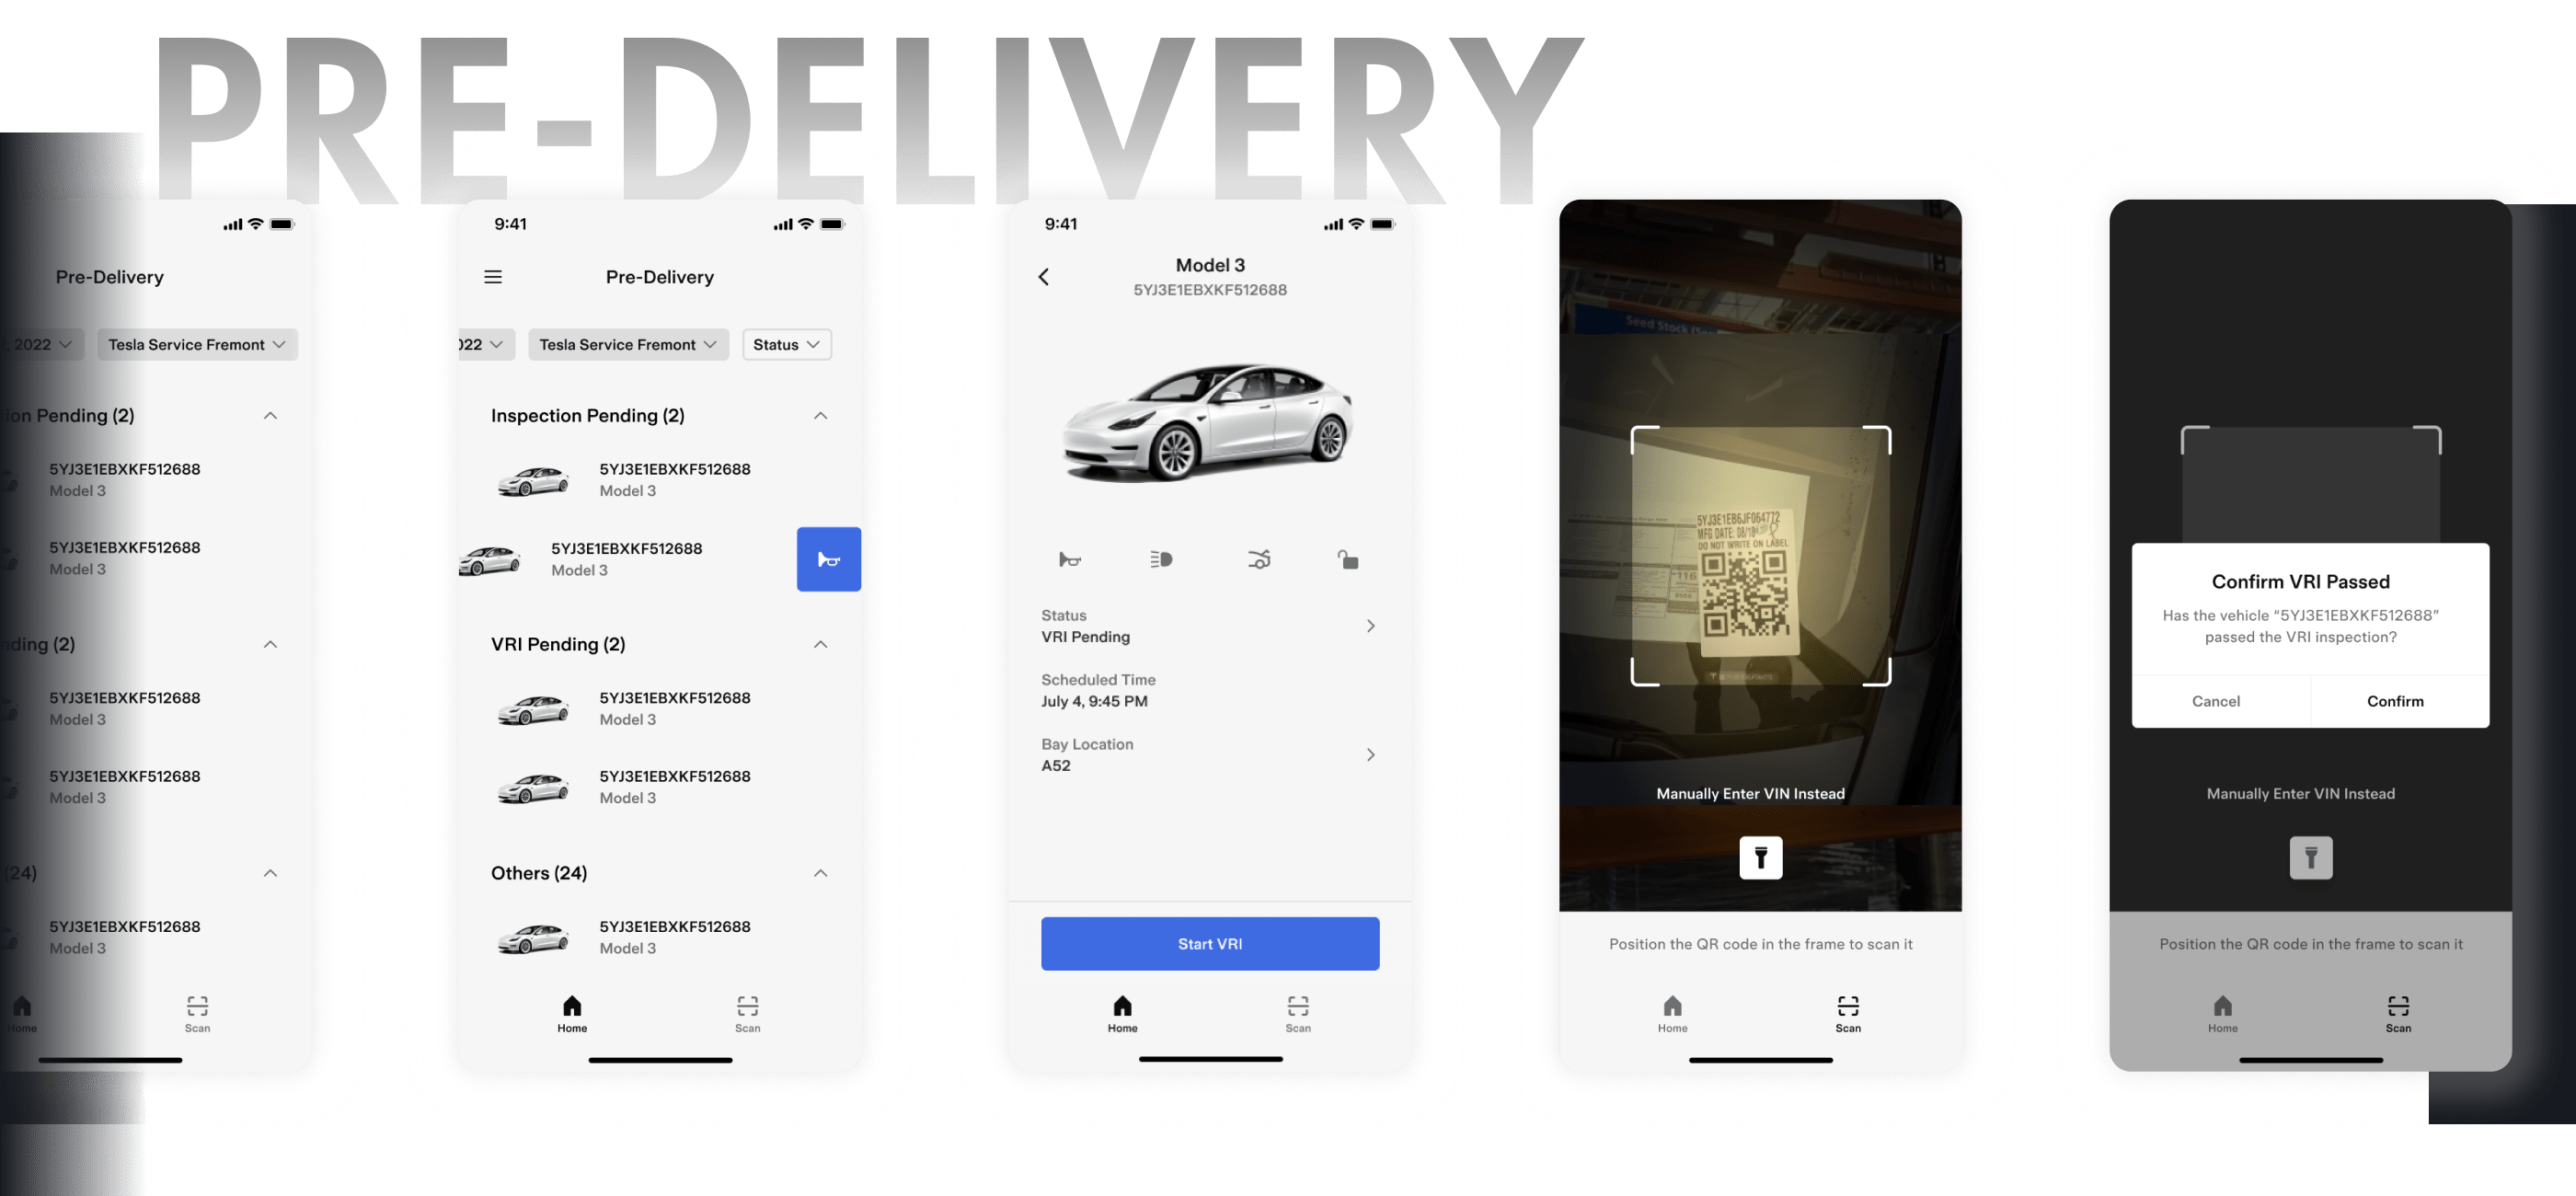 PRE-DELIVERY
Pre-Delivery
2022
Tesla Service Fremont
ion Pending (2)
5YJ3E1EBXKF512688
Model 3
5YJ3E1EBXKF512688
Model 3
nding (2)
5YJ3E1EBXKF512688
Model 3
5YJ3E1EBXKF512688
Model 3
(24)
5YJ3E1EBXKF512688
Model 3
Home
Scan
9:41
Pre-Delivery
022
Tesla Service Fremont
Status
Inspection Pending (2)
5YJ3E1EBXKF512688
Model 3
5YJ3E1EBXKF512688
Model 3
VRI Pending (2)
5YJ3E1EBXKF512688
Model 3
5YJ3E1EBXKF512688
Model 3
Others (24)
5YJ3E1EBXKF512688
Model 3
Home
Scan
9:41
Model 3
5YJ3E1EBXKF512688
Status
VRI Pending
Scheduled Time
July 4, 9:45 PM
Bay Location
A52
Start VRI
Home
Scan
Seed Stock
5YJ3E1EB6JF064772
MFG DATE: 08/18
DO NOT WRITE ON LABEL
Manually Enter VIN Instead
Position the QR code in the frame to scan it
Home
Scan
Confirm VRI Passed
Has the vehicle “5YJ3E1EBXKF512688”
passed the VRI inspection?
Cancel
Confirm
Manually Enter VIN Instead
Position the QR code in the frame to scan it
Home
Scan